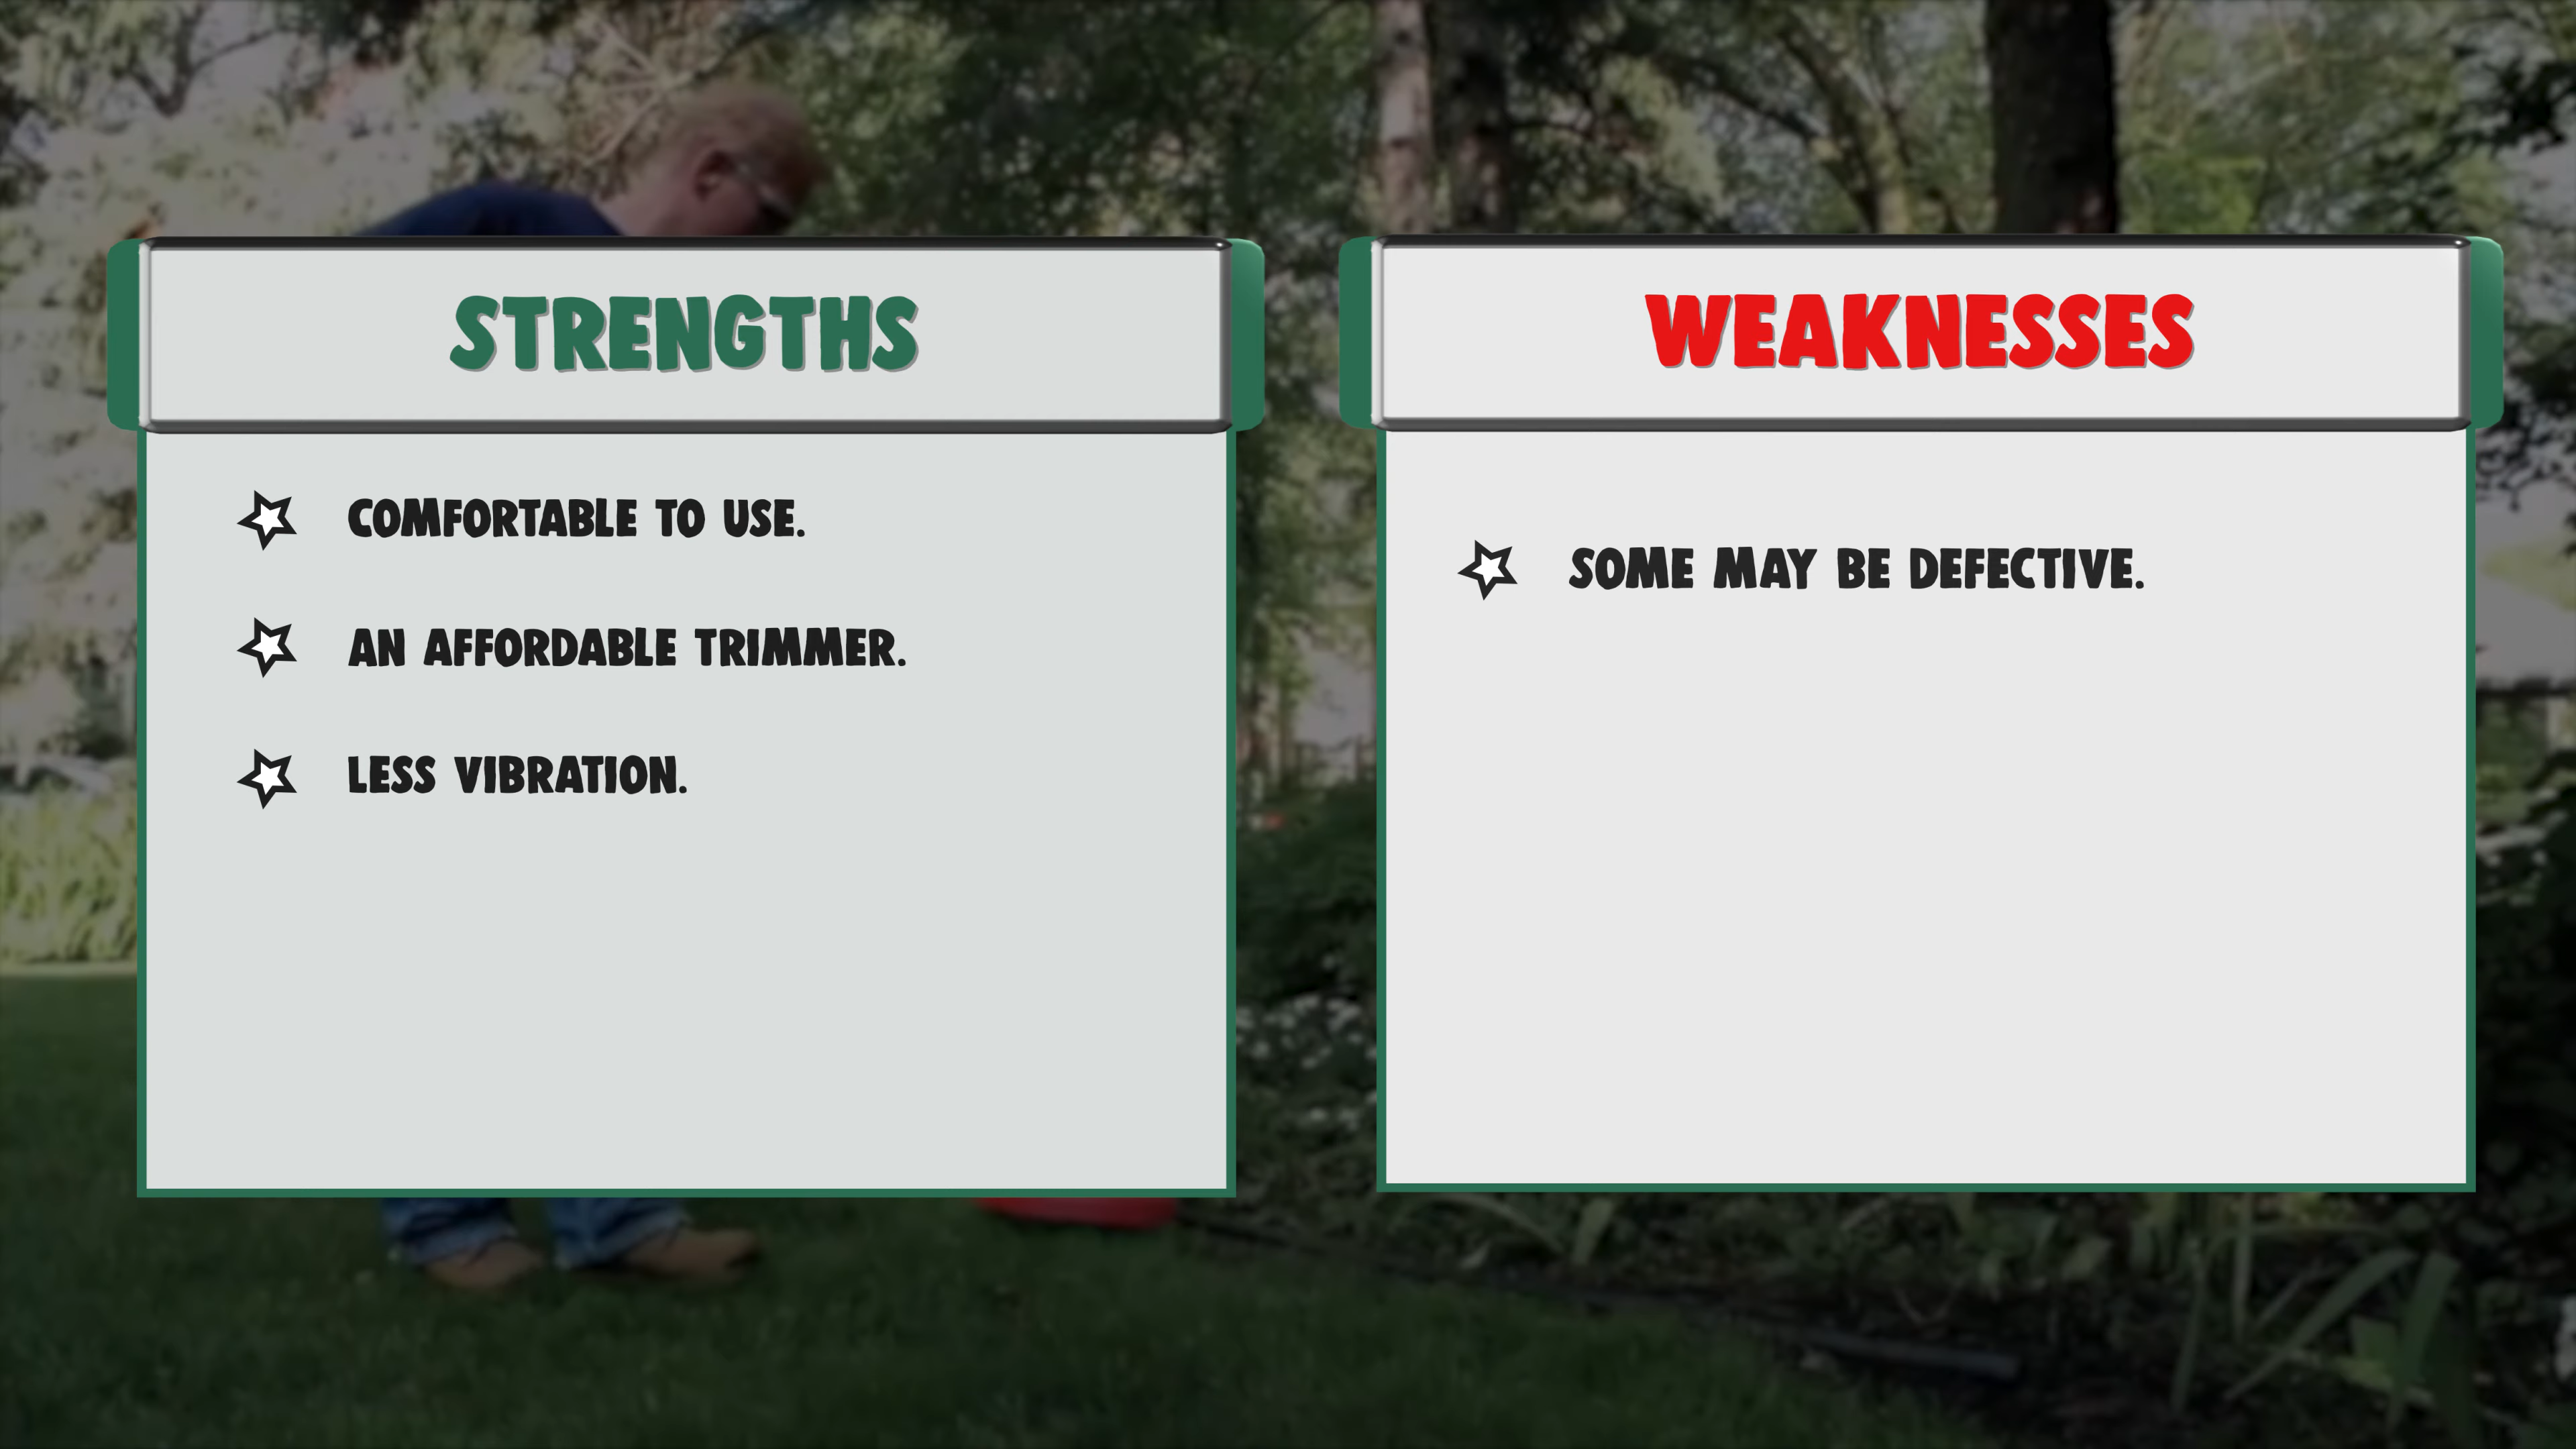 STRENGTHS
COMFORTABLE TO USE.
AN AFFORDABLE TRIMMER.
LESS VIBRATION.
WEAKNESSES
SOME MAY BE DEFECTIVE.